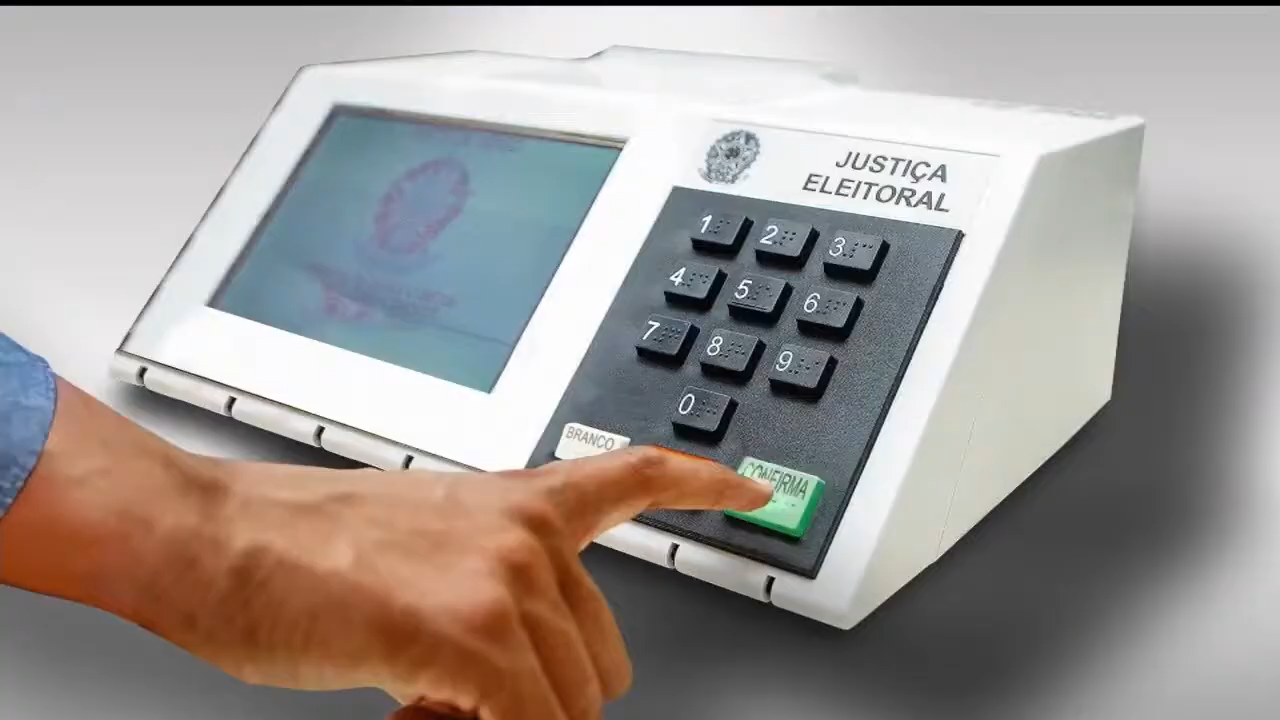 JUSTIÇA
ELEITORAL
1 2 3
4 5 6
7 8 9
0
BRANCO
CONFIRMA